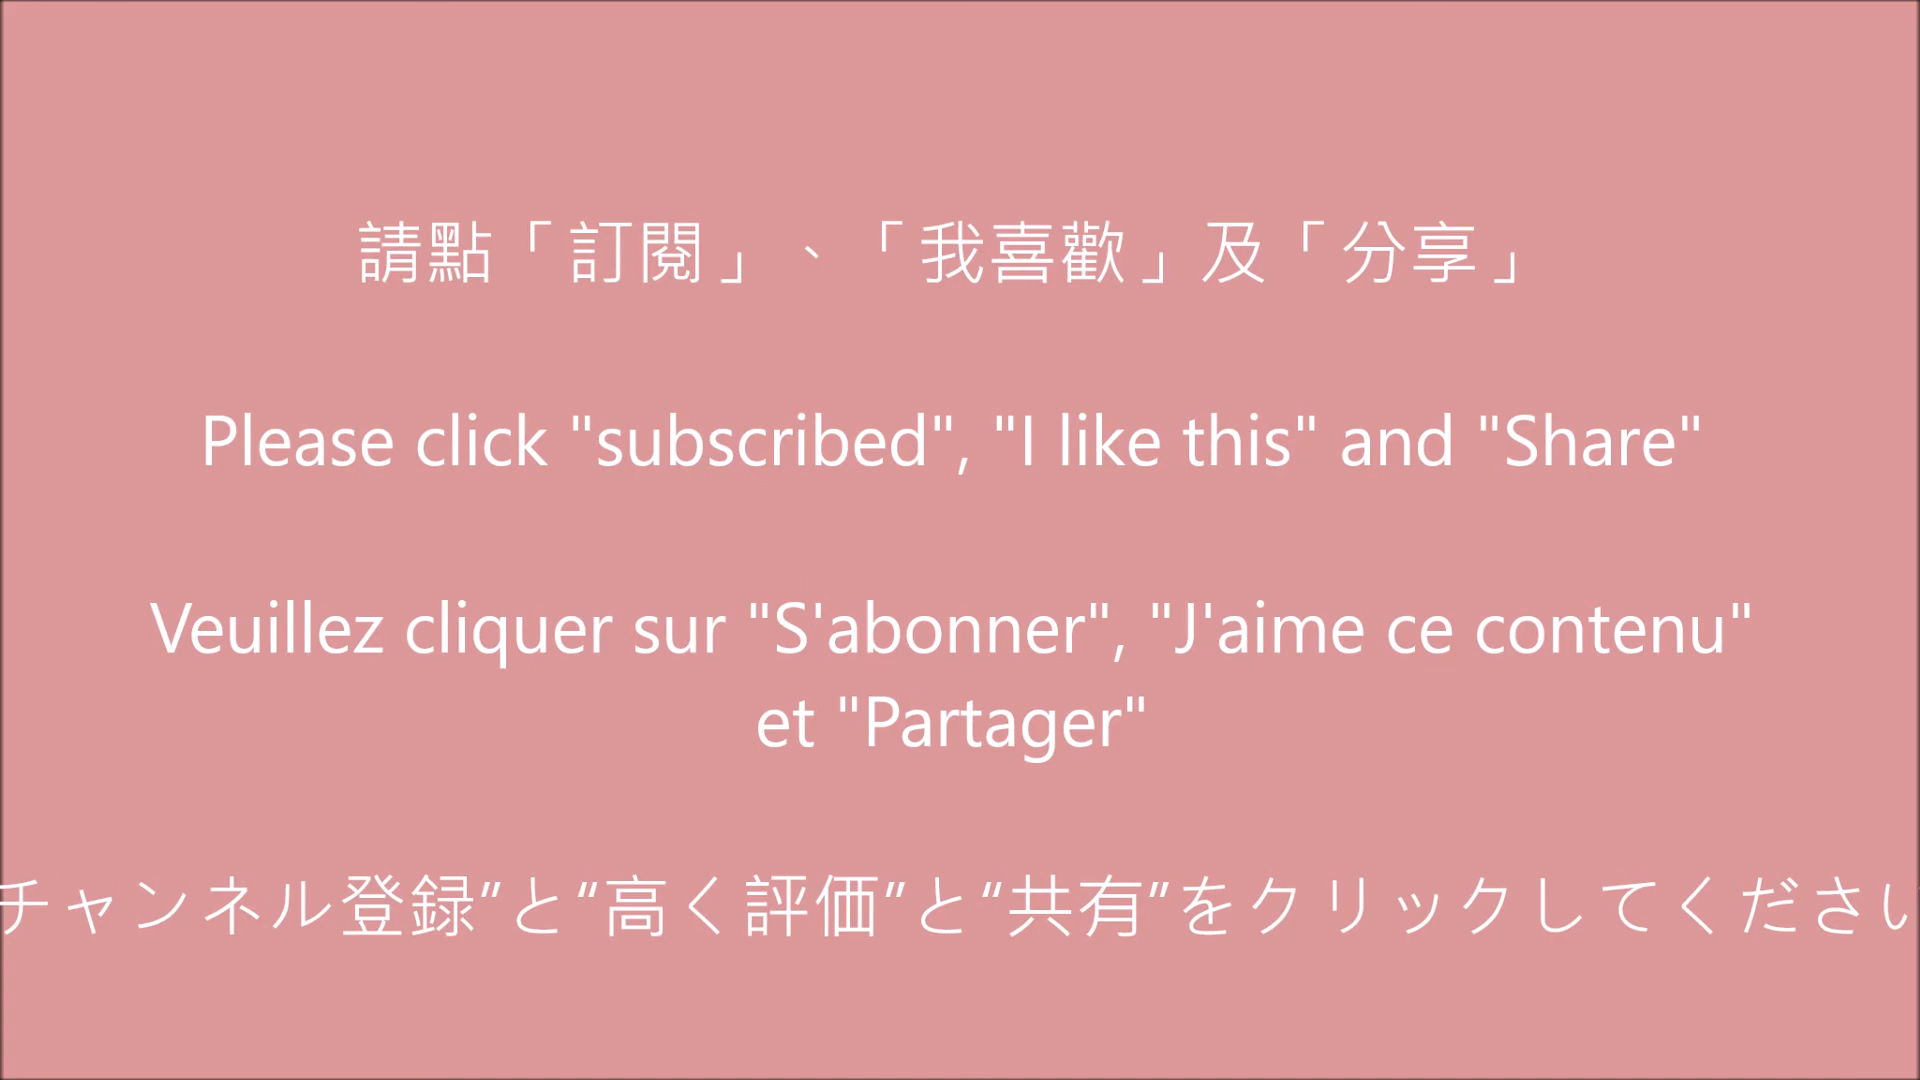 請點「訂閱」、「我喜歡」及「分享」
Please click "subscribed", "I like this" and "Share"
Veuillez cliquer sur "S'abonner", "J'aime ce contenu"
et "Partager"
チャンネル登録”と“高く評価”と“共有”をクリックしてください